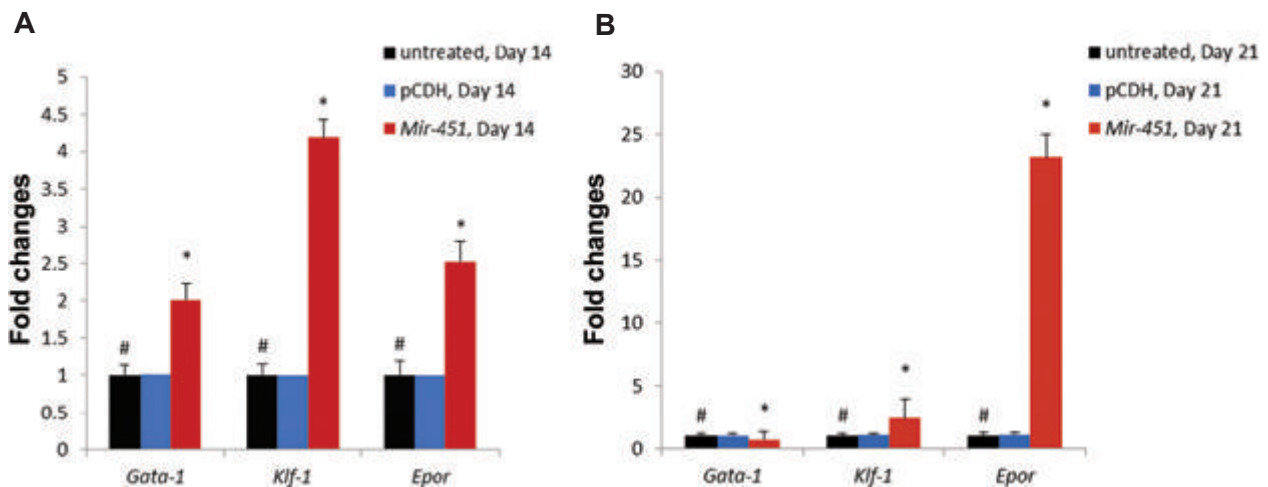 A
untreated, Day 14
pCDH, Day 14
Mir-451, Day 14
Fold changes
5
4.5
4
3.5
3
2.5
2
1.5
1
0.5
0
#
*
#
*
#
*
Gata-1
Klf-1
Epor
B
untreated, Day 21
pCDH, Day 21
Mir-451, Day 21
Fold changes
30
25
20
15
10
5
0
#
*
#
*
#
*
Gata-1
Klf-1
Epor